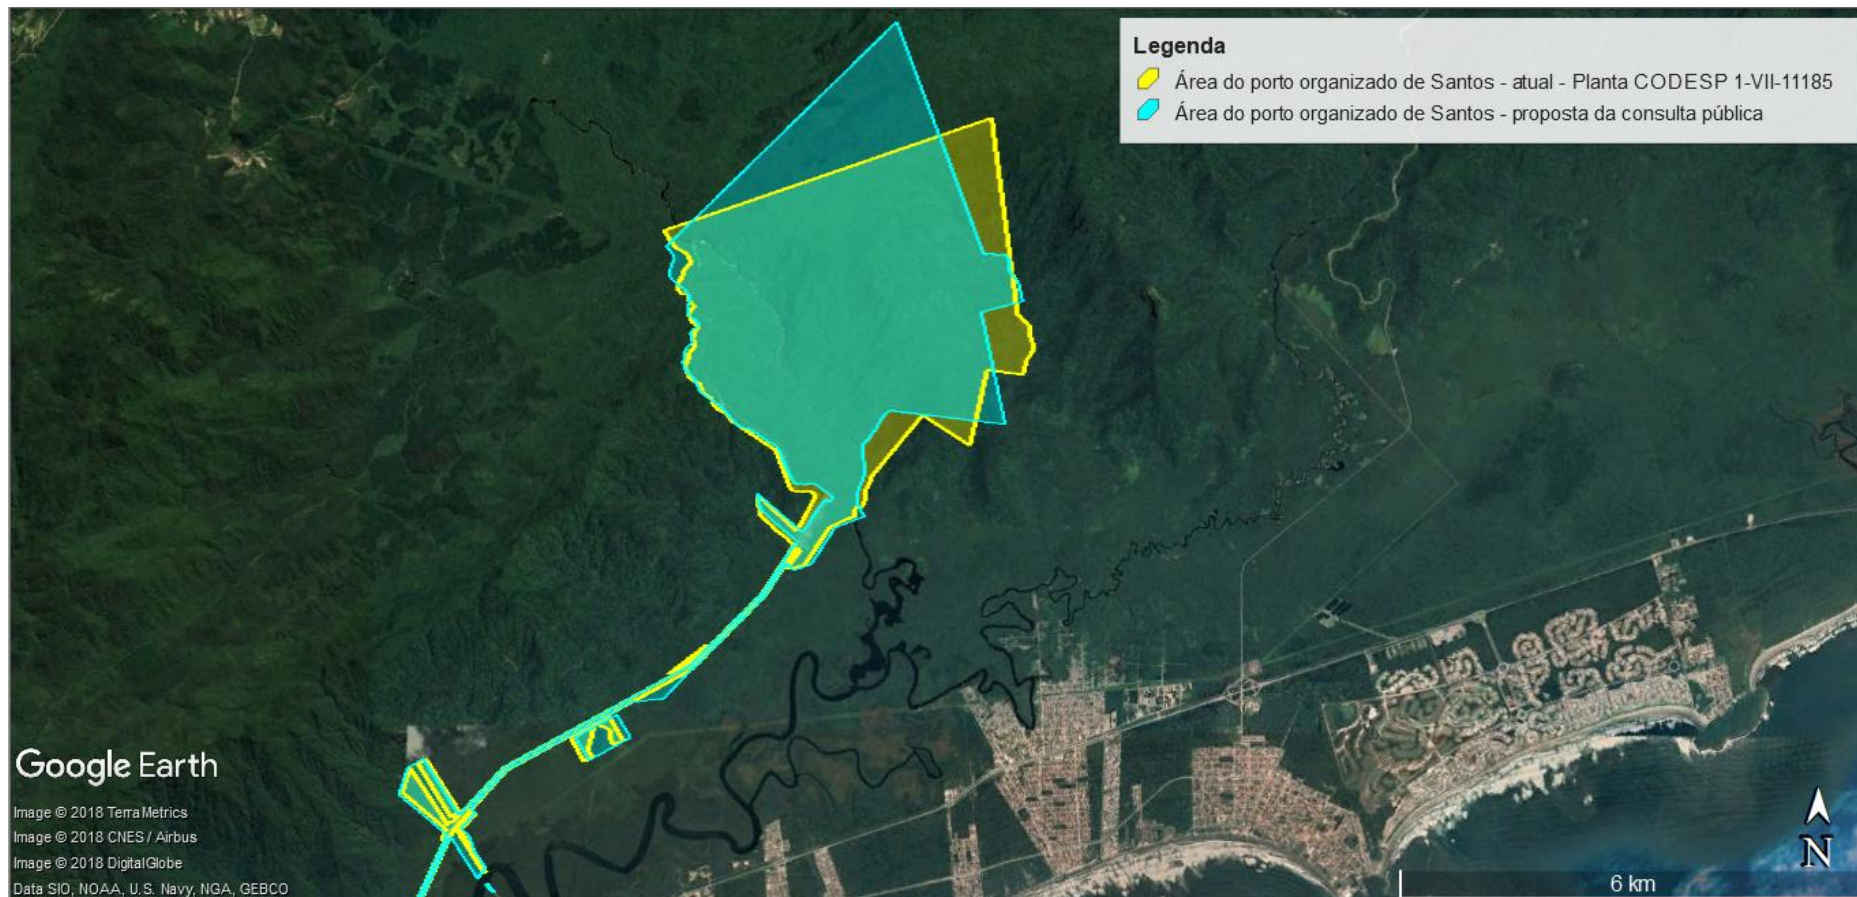 Legenda
Área do porto organizado de Santos - atual - Planta CODESP 1-VII-11185
Área do porto organizado de Santos - proposta da consulta pública
Google Earth
Image © 2018 TerraMetrics
Image © 2018 CNES / Airbus
Image © 2018 DigitalGlobe
Data SIO, NOAA, U.S. Navy, NGA, GEBCO
N
6 km